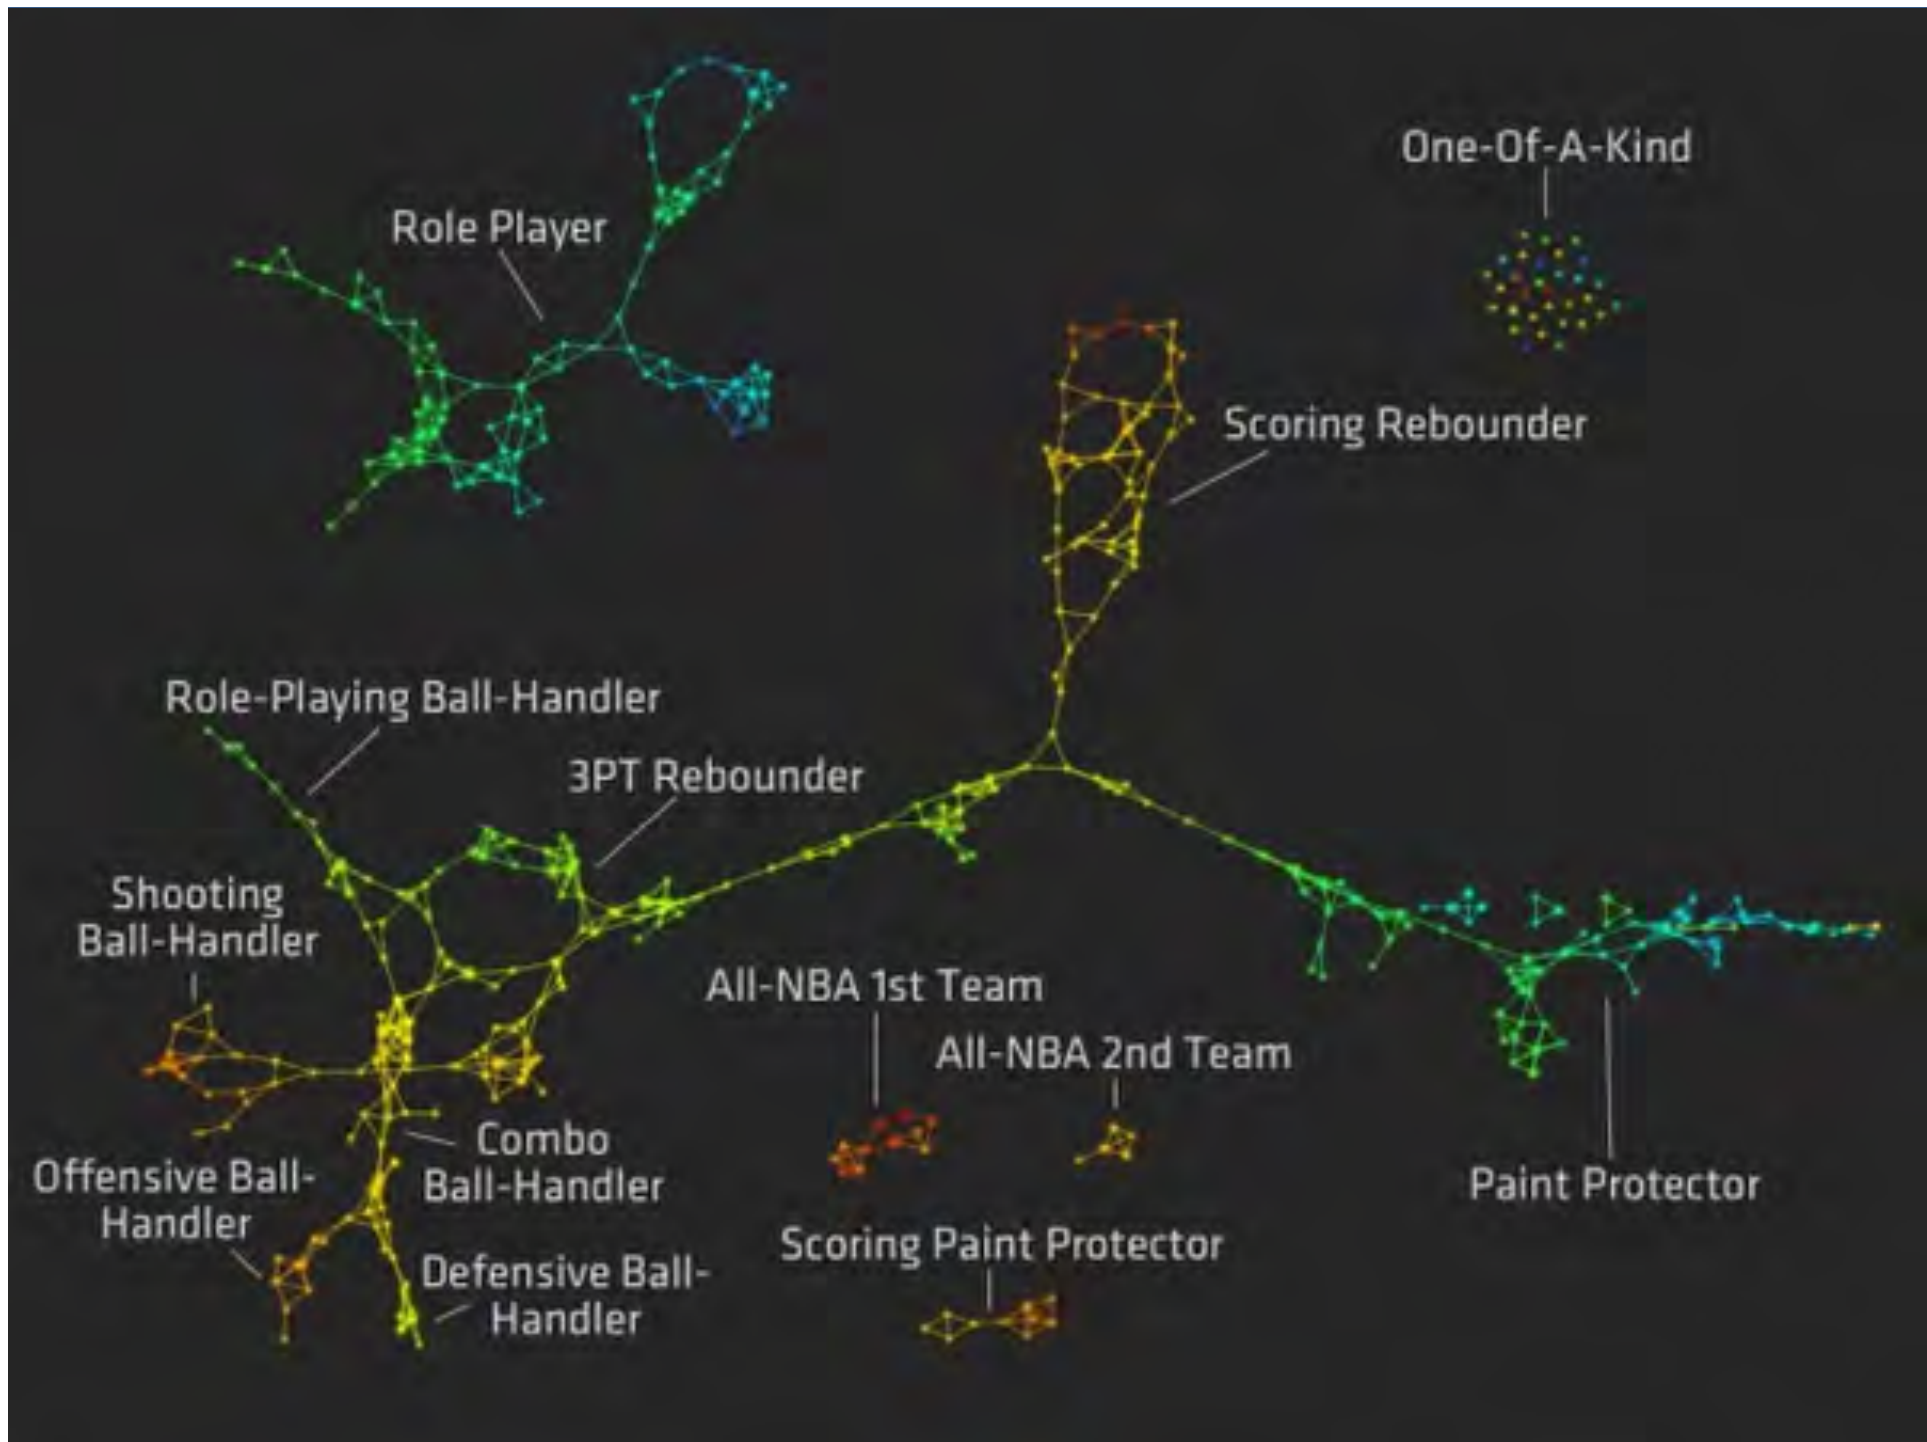 One-Of-A-Kind
Role Player
Scoring Rebounder
Role-Playing Ball-Handler
3PT Rebounder
Shooting
Ball-Handler
All-NBA 1st Team
All-NBA 2nd Team
Combo
Ball-Handler
Offensive Ball-
Handler
Paint Protector
Scoring Paint Protector
Defensive Ball-
Handler